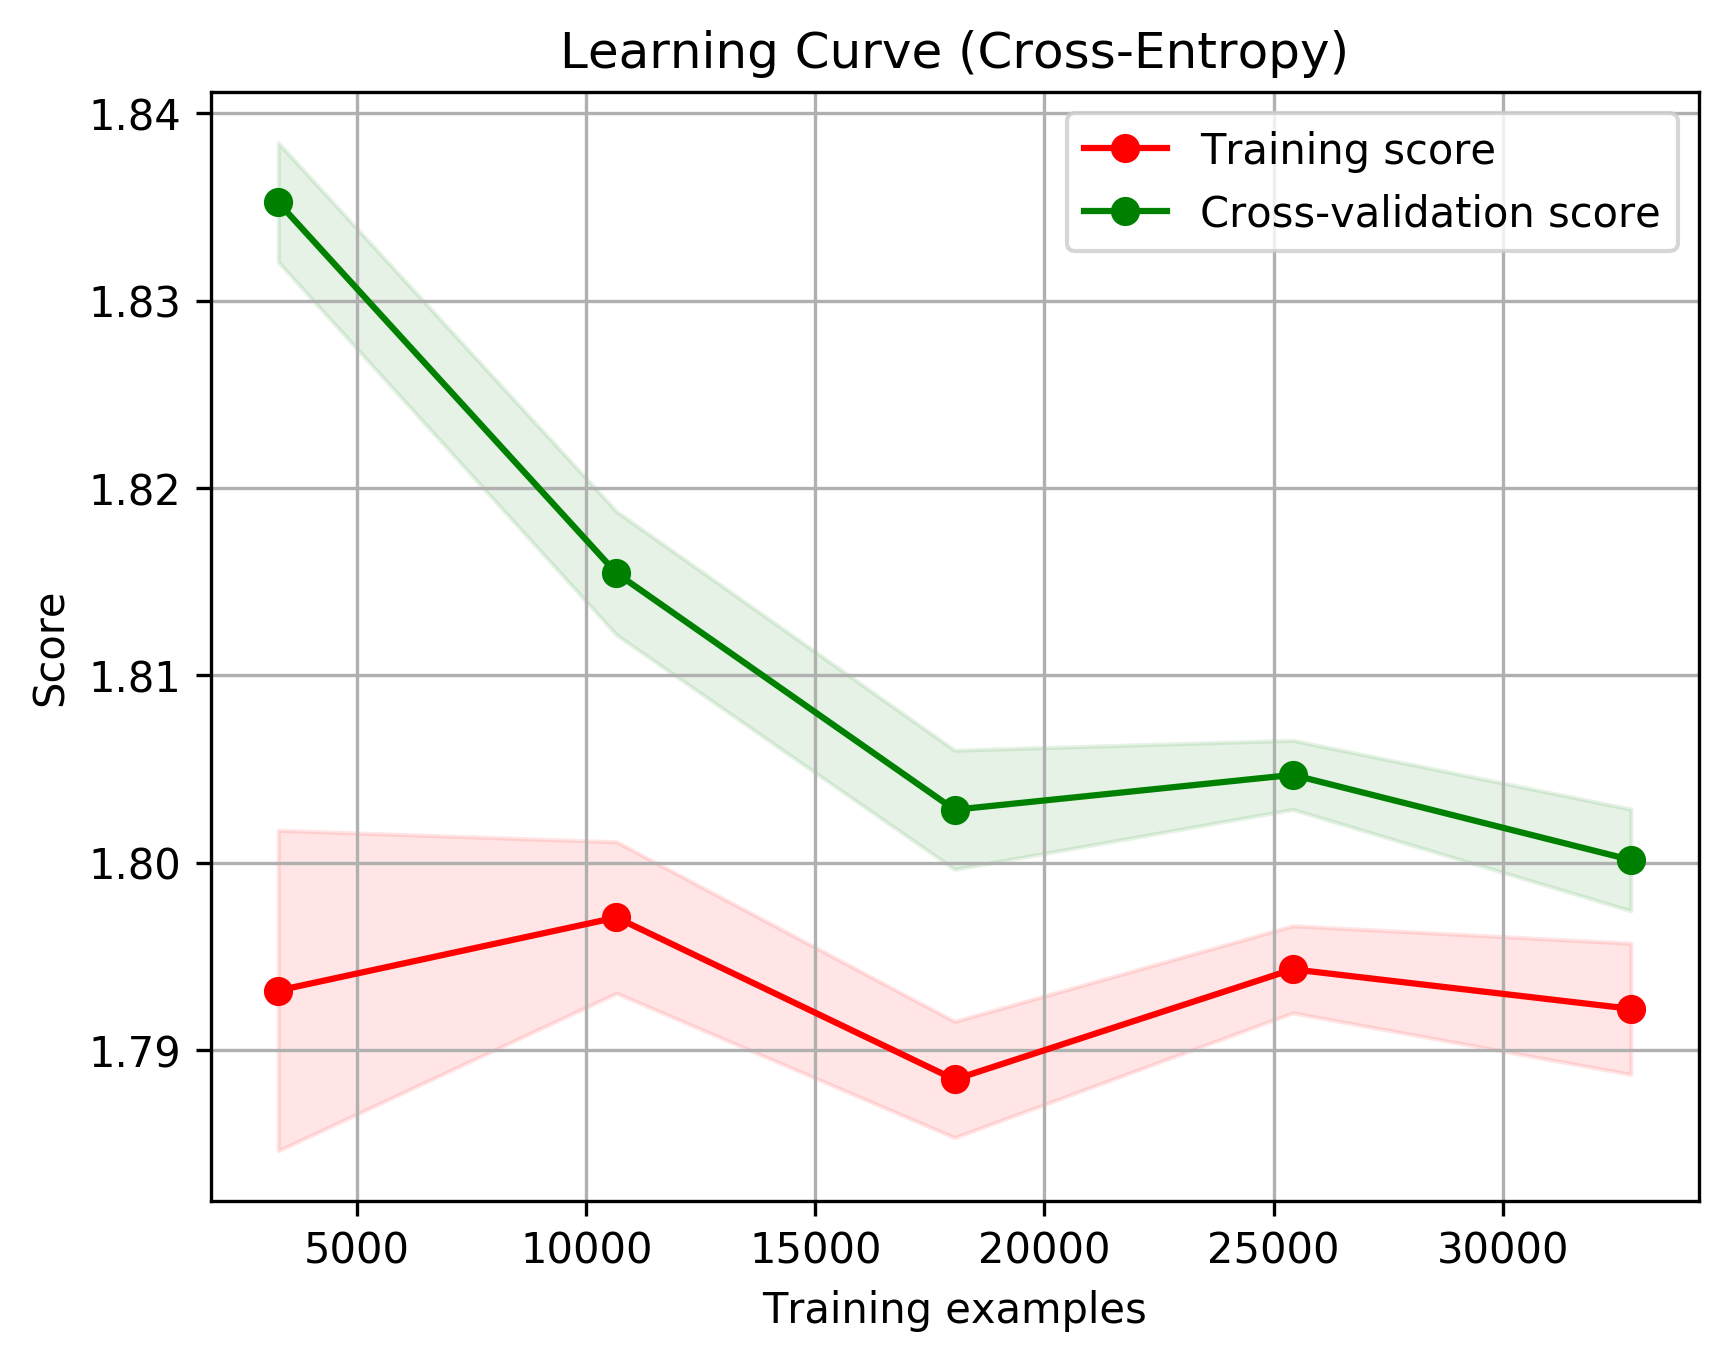 Learning Curve (Cross-Entropy)
1.84
1.83
1.82
1.81
1.80
1.79
Score
Training score
Cross-validation score
5000 10000 15000 20000 25000 30000
Training examples